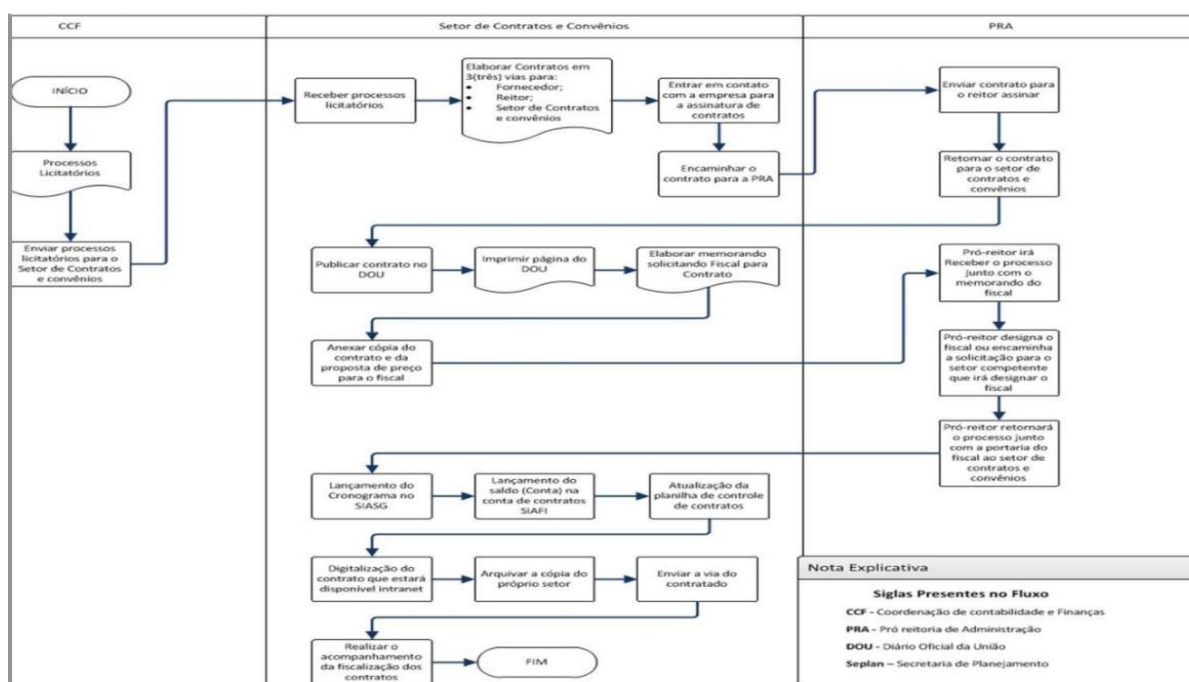 CCF
Setor de Contratos e Convênios
PRA
INÍCIO
Processos
Licitatórios
Enviar processos
licitatórios para o
Setor de Contratos
e convênios
Receber processos
licitatórios
Elaborar Contratos em
3(três) vias para:
• Fornecedor;
• Reitor;
• Setor de Contratos
e convênios
Entrar em contato
com a empresa para
a assinatura de
contratos
Encaminhar o
contrato para a PRA
Enviar contrato para
o reitor assinar
Retornar o contrato
para o setor de
contratos e
convênios
Publicar contrato no
DOU
Imprimir página do
DOU
Elaborar memorando
solicitando Fiscal para
Contrato
Anexar cópia do
contrato e da
proposta de preço
para o fiscal
Pró-reitor irá
Receber o processo
junto com o
memorando do
fiscal
Pró-reitor designa o
fiscal ou encaminha
a solicitação para o
setor competente
que irá designar o
fiscal
Pró-reitor retornará
o processo junto
com a portaria do
fiscal ao setor de
contratos e
convênios
Lançamento do
Cronograma no
SIASG
Lançamento do
saldo (Conta) na
conta de contratos
SIAFI
Atualização da
planilha de controle
de contratos
Digitalização do
contrato que estará
disponível intranet
Arquivar a cópia do
próprio setor
Enviar a via do
contratado
Realizar o
acompanhamento
da fiscalização dos
contratos
FIM
Nota Explicativa
Siglas Presentes no Fluxo
CCF - Coordenação de contabilidade e Finanças
PRA - Pró reitoria de Administração
DOU - Diário Oficial da União
Seplan – Secretaria de Planejamento